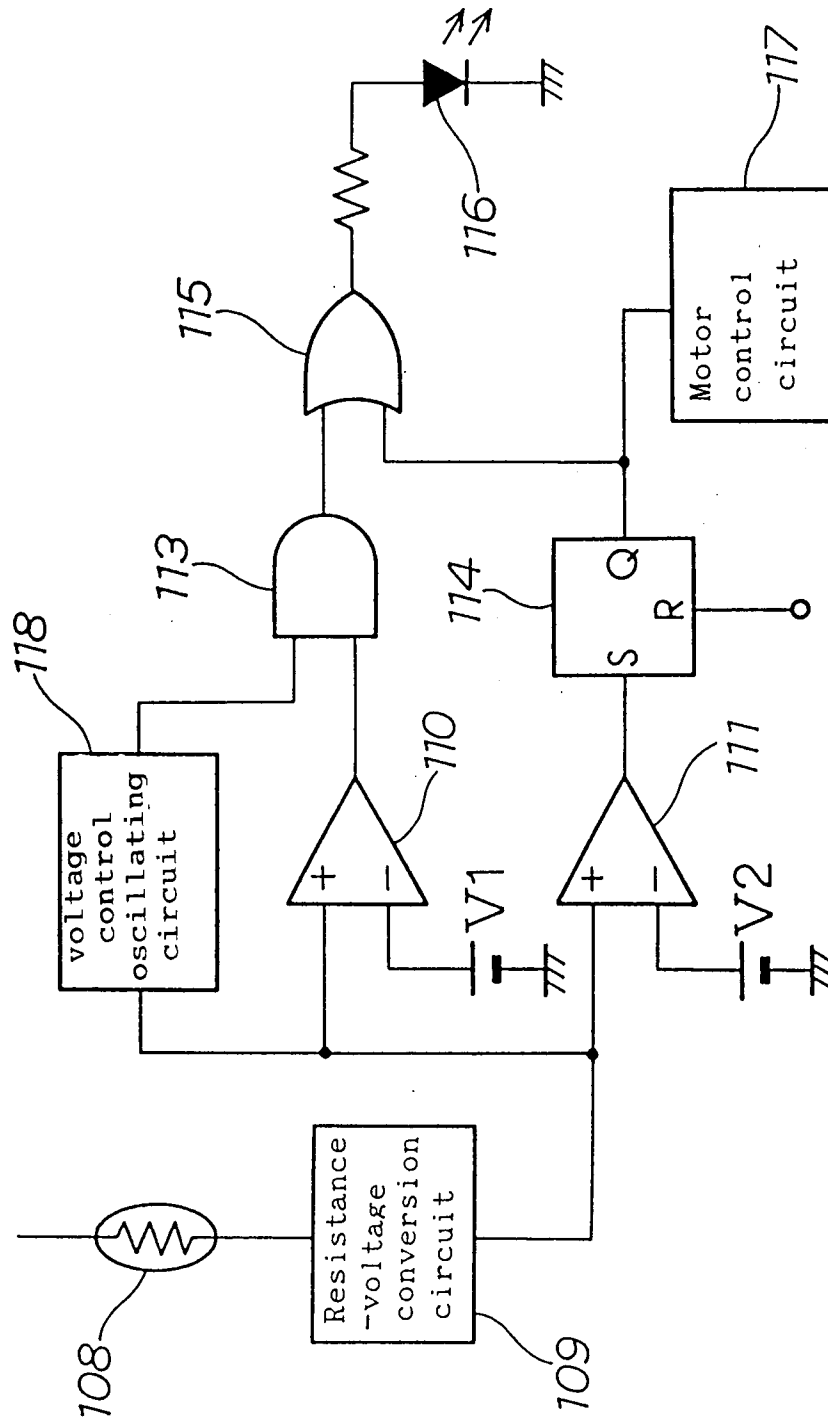 118
voltage
control
oscillating
circuit
113
115
116
108
Resistance
-voltage
conversion
circuit
109
+
−
110
V1
+
−
111
V2
114
S
Q
R
Motor
control
circuit
117